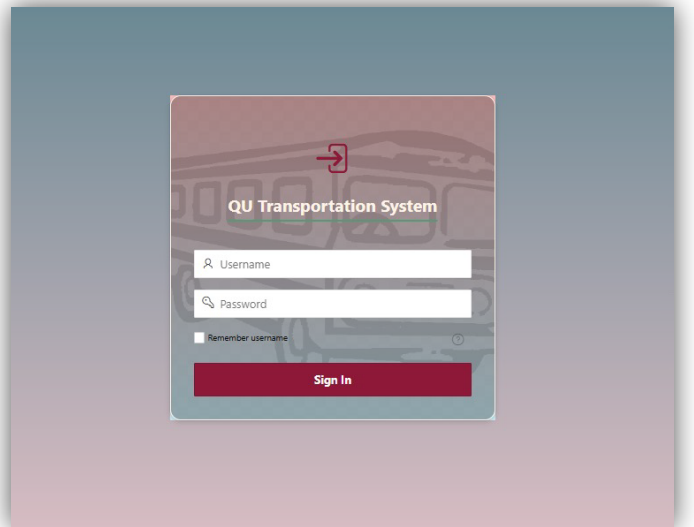 QU Transportation System
Username
Password
Remember username
Sign In